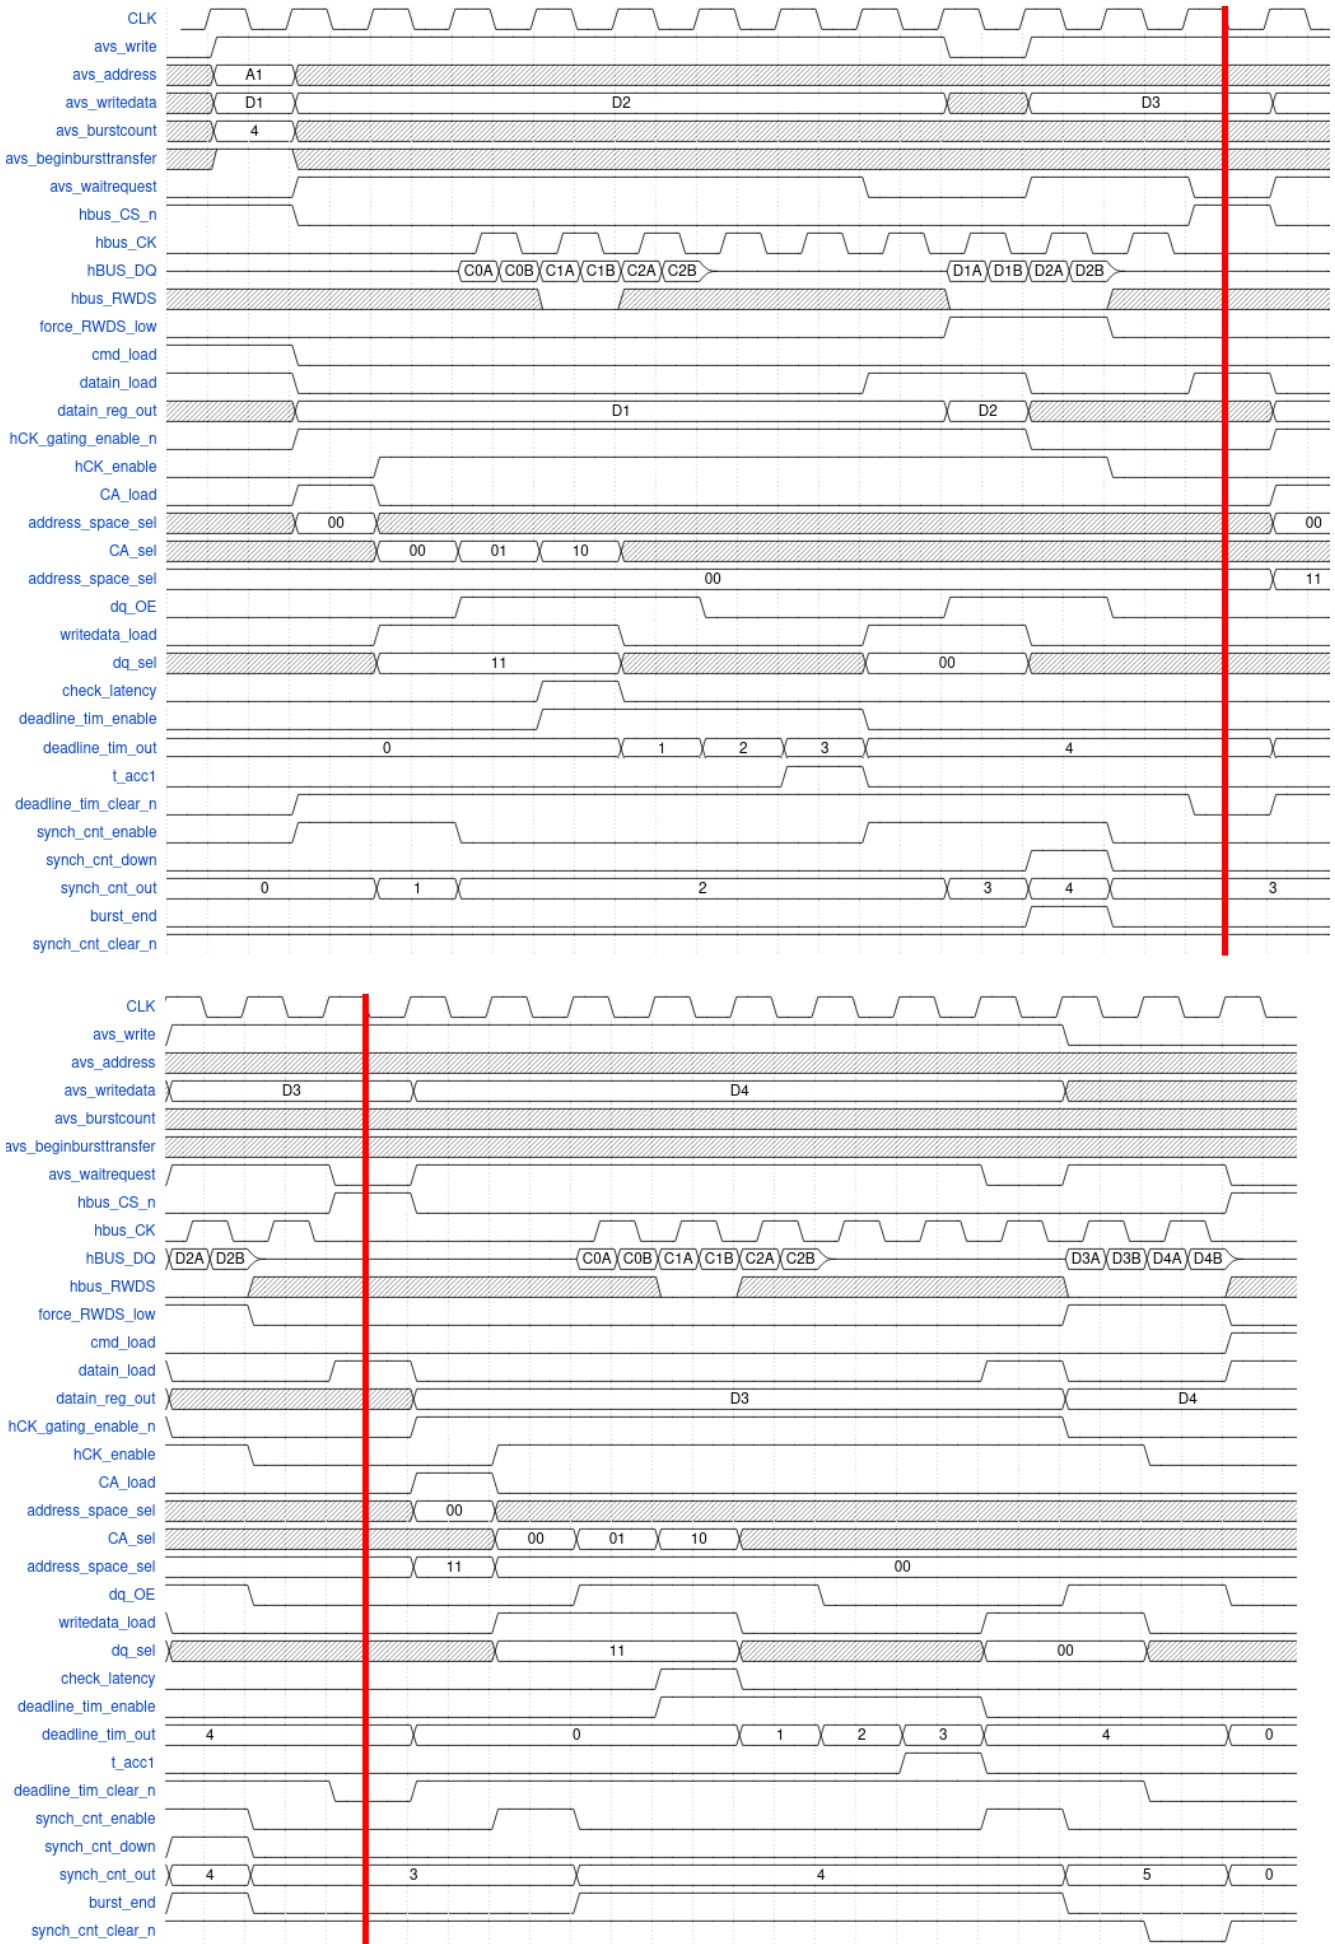 CLK
avs_write
avs_address A1
avs_writedata D1 D2 D3
avs_burstcount 4
avs_beginbursttransfer
avs_waitrequest
hbus_CS_n
hbus_CK
hBUS_DQ C0A C0B C1A C1B C2A C2B D1A D1B D2A D2B
hbus_RWDS
force_RWDS_low
cmd_load
datain_load
datain_reg_out D1 D2
hCK_gating_enable_n
hCK_enable
CA_load
address_space_sel 00 00
CA_sel 00 01 10
address_space_sel 00 11
dq_OE
writedata_load
dq_sel 11 00
check_latency
deadline_tim_enable
deadline_tim_out 0 1 2 3 4
t_acc1
deadline_tim_clear_n
synch_cnt_enable
synch_cnt_down
synch_cnt_out 0 1 2 3 4 3
burst_end
synch_cnt_clear_n
CLK
avs_write
avs_address
avs_writedata D3 D4
avs_burstcount
avs_beginbursttransfer
avs_waitrequest
hbus_CS_n
hbus_CK
hBUS_DQ D2A D2B C0A C0B C1A C1B C2A C2B D3A D3B D4A D4B
hbus_RWDS
force_RWDS_low
cmd_load
datain_load
datain_reg_out D3 D4
hCK_gating_enable_n
hCK_enable
CA_load
address_space_sel 00
CA_sel 00 01 10
address_space_sel 11 00
dq_OE
writedata_load
dq_sel 11 00
check_latency
deadline_tim_enable
deadline_tim_out 4 0 1 2 3 4 0
t_acc1
deadline_tim_clear_n
synch_cnt_enable
synch_cnt_down
synch_cnt_out 4 3 4 5 0
burst_end
synch_cnt_clear_n